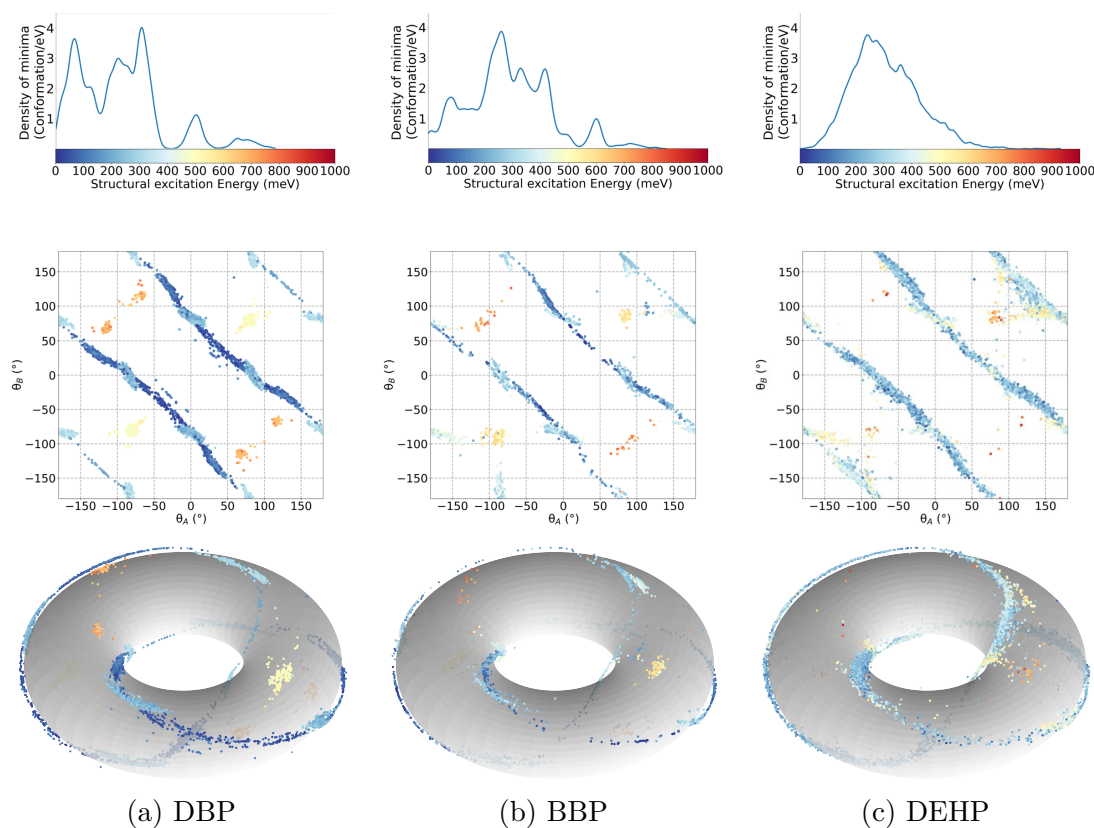 Density of minima
(Conformation/eV)
4
3
2
1
0 100 200 300 400 500 600 700 800 900 1000
Structural excitation Energy (meV)
Density of minima
(Conformation/eV)
4
3
2
1
0 100 200 300 400 500 600 700 800 900 1000
Structural excitation Energy (meV)
Density of minima
(Conformation/eV)
4
3
2
1
0 100 200 300 400 500 600 700 800 900 1000
Structural excitation Energy (meV)
θB (°)
150
100
50
0
−50
−100
−150
−150 −100 −50 0 50 100 150
θA (°)
θB (°)
150
100
50
0
−50
−100
−150
−150 −100 −50 0 50 100 150
θA (°)
θB (°)
150
100
50
0
−50
−100
−150
−150 −100 −50 0 50 100 150
θA (°)
(a) DBP
(b) BBP
(c) DEHP